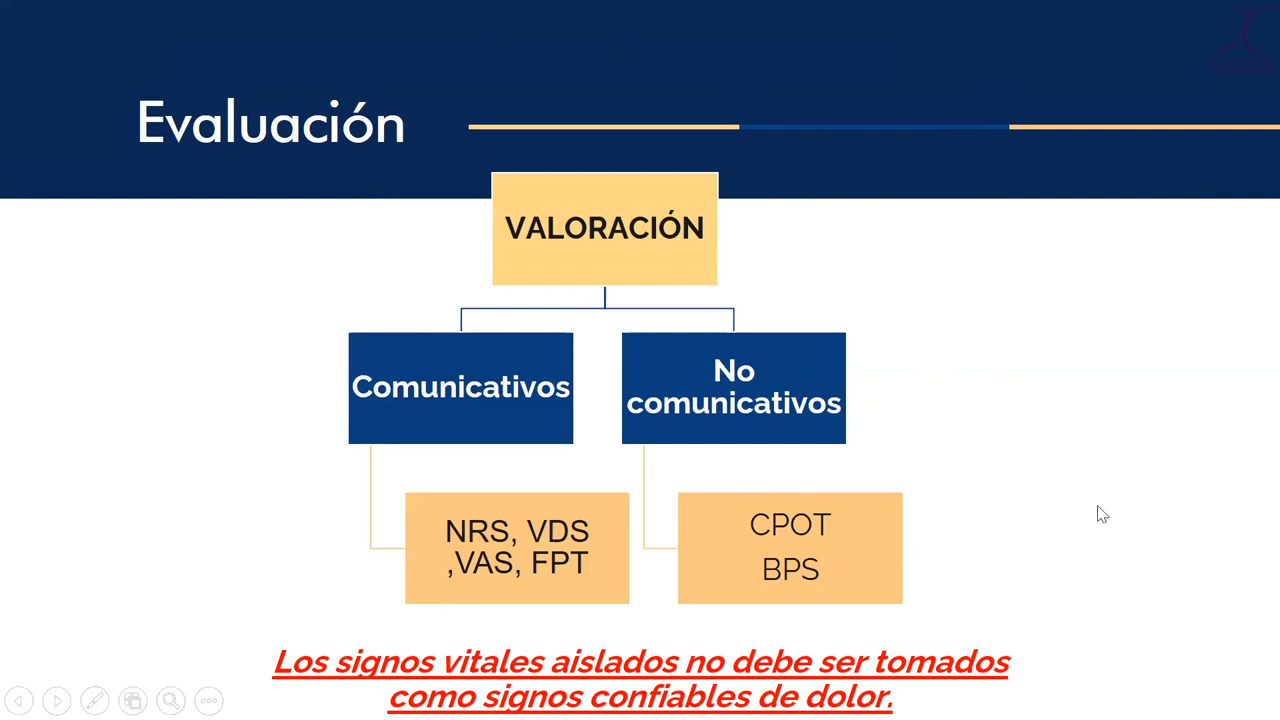 Evaluación
VALORACIÓN
Comunicativos
No
comunicativos
NRS, VDS
,VAS, FPT
CPOT
BPS
Los signos vitales aislados no debe ser tomados
como signos confiables de dolor.